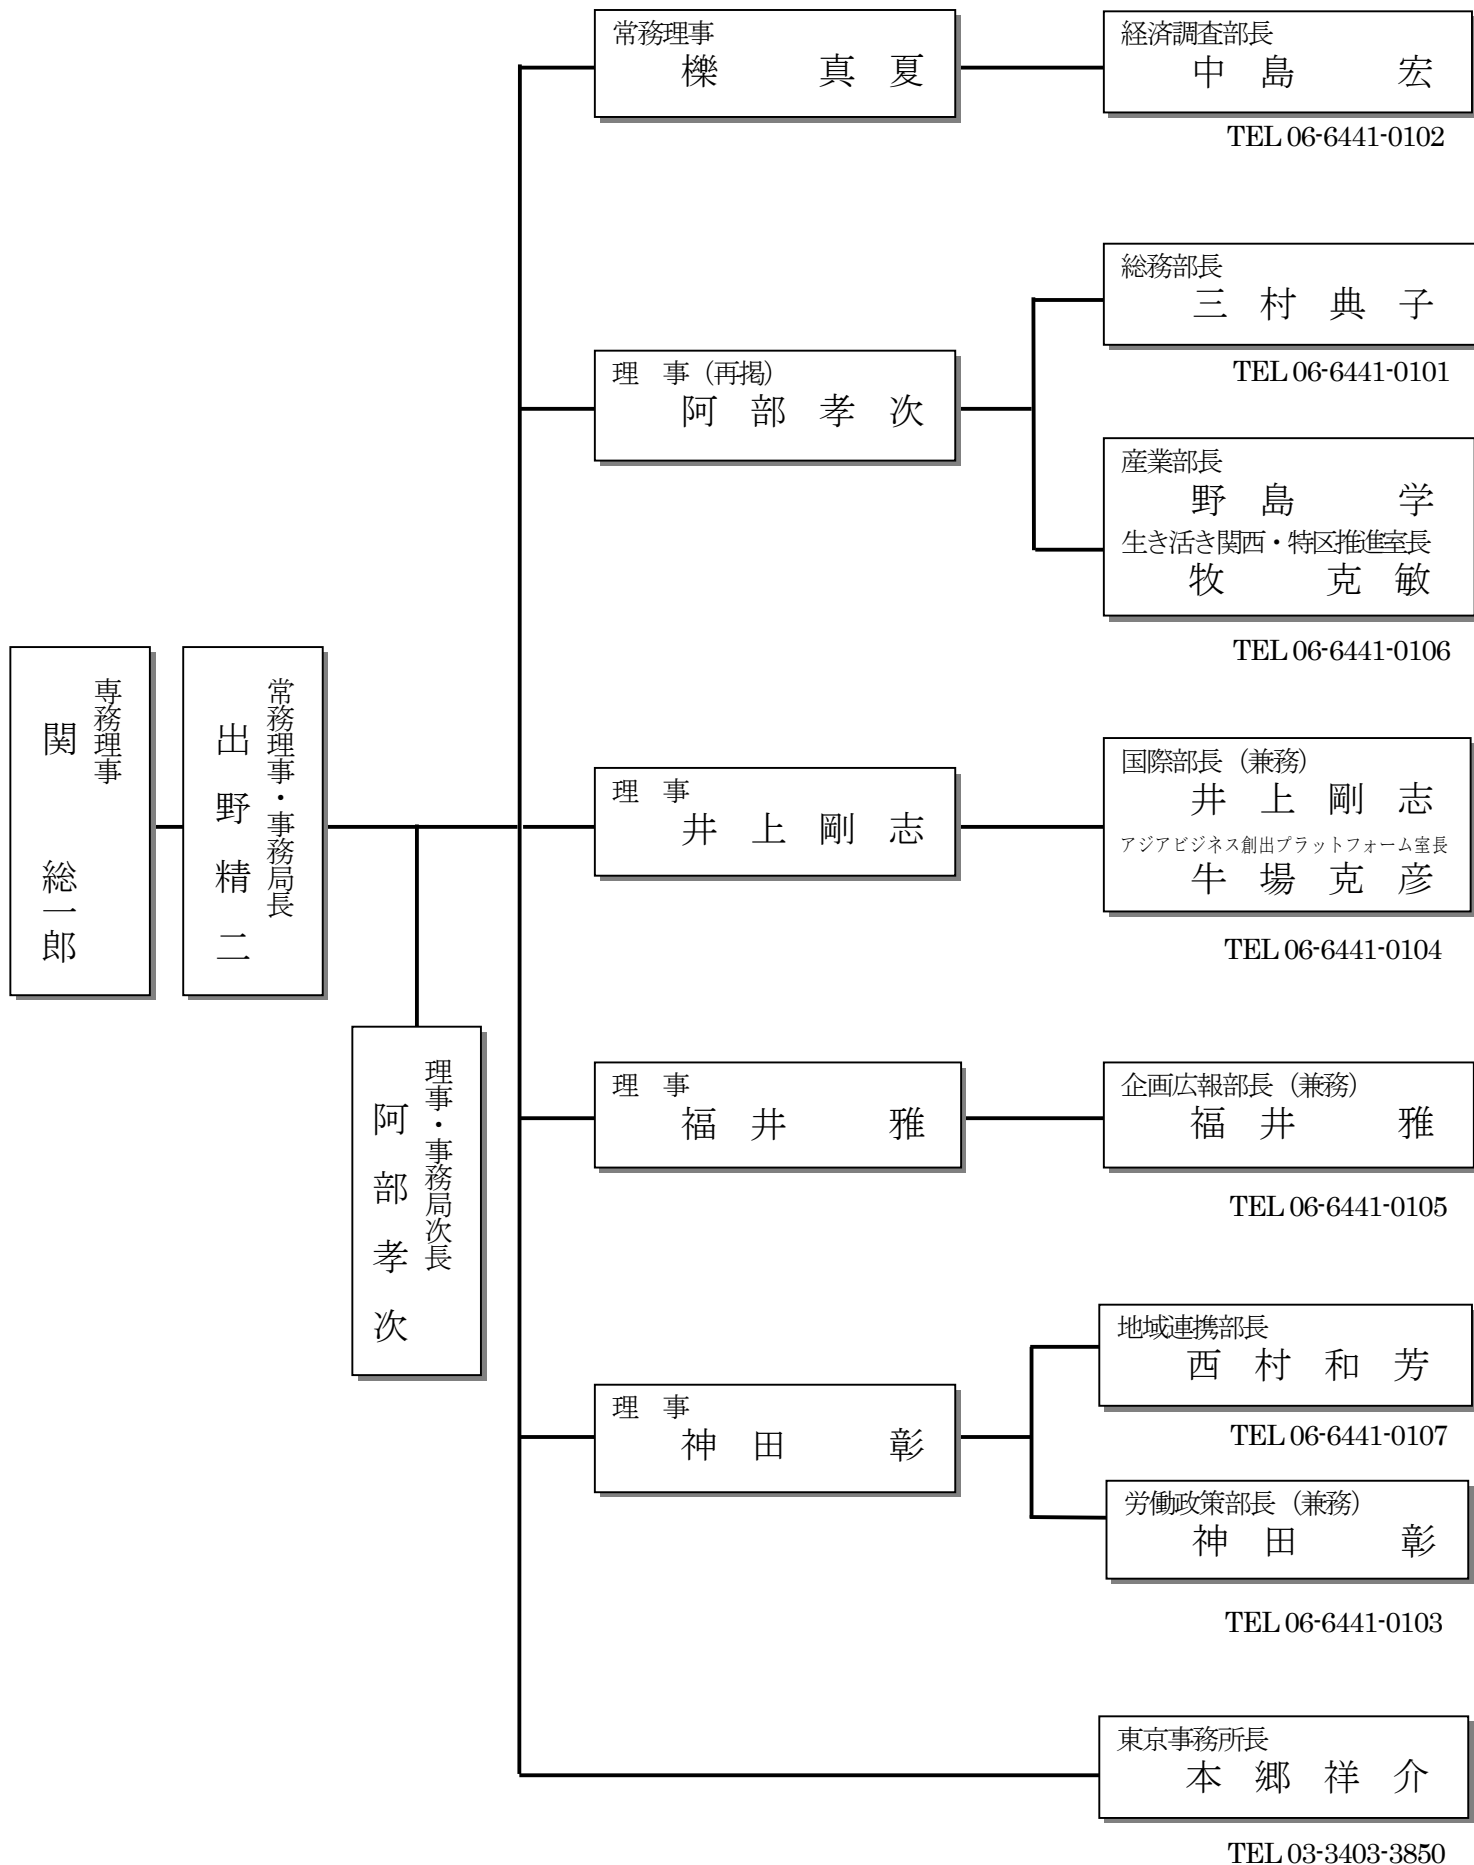 専務理事
関　総一郎
常務理事・事務局長
出野精二
理事・事務局次長
阿部孝次
常務理事
櫟　真夏
経済調査部長
中島　宏
TEL 06-6441-0102
理　事（再掲）
阿部孝次
総務部長
三村典子
TEL 06-6441-0101
産業部長
野島　学
生き活き関西・特区推進室長
牧　克敏
TEL 06-6441-0106
理　事
井上剛志
国際部長（兼務）
井上剛志
アジアビジネス創出プラットフォーム室長
牛場克彦
TEL 06-6441-0104
理　事
福井　雅
企画広報部長（兼務）
福井　雅
TEL 06-6441-0105
理　事
神田　彰
地域連携部長
西村和芳
TEL 06-6441-0107
労働政策部長（兼務）
神田　彰
TEL 06-6441-0103
東京事務所長
本郷祥介
TEL 03-3403-3850